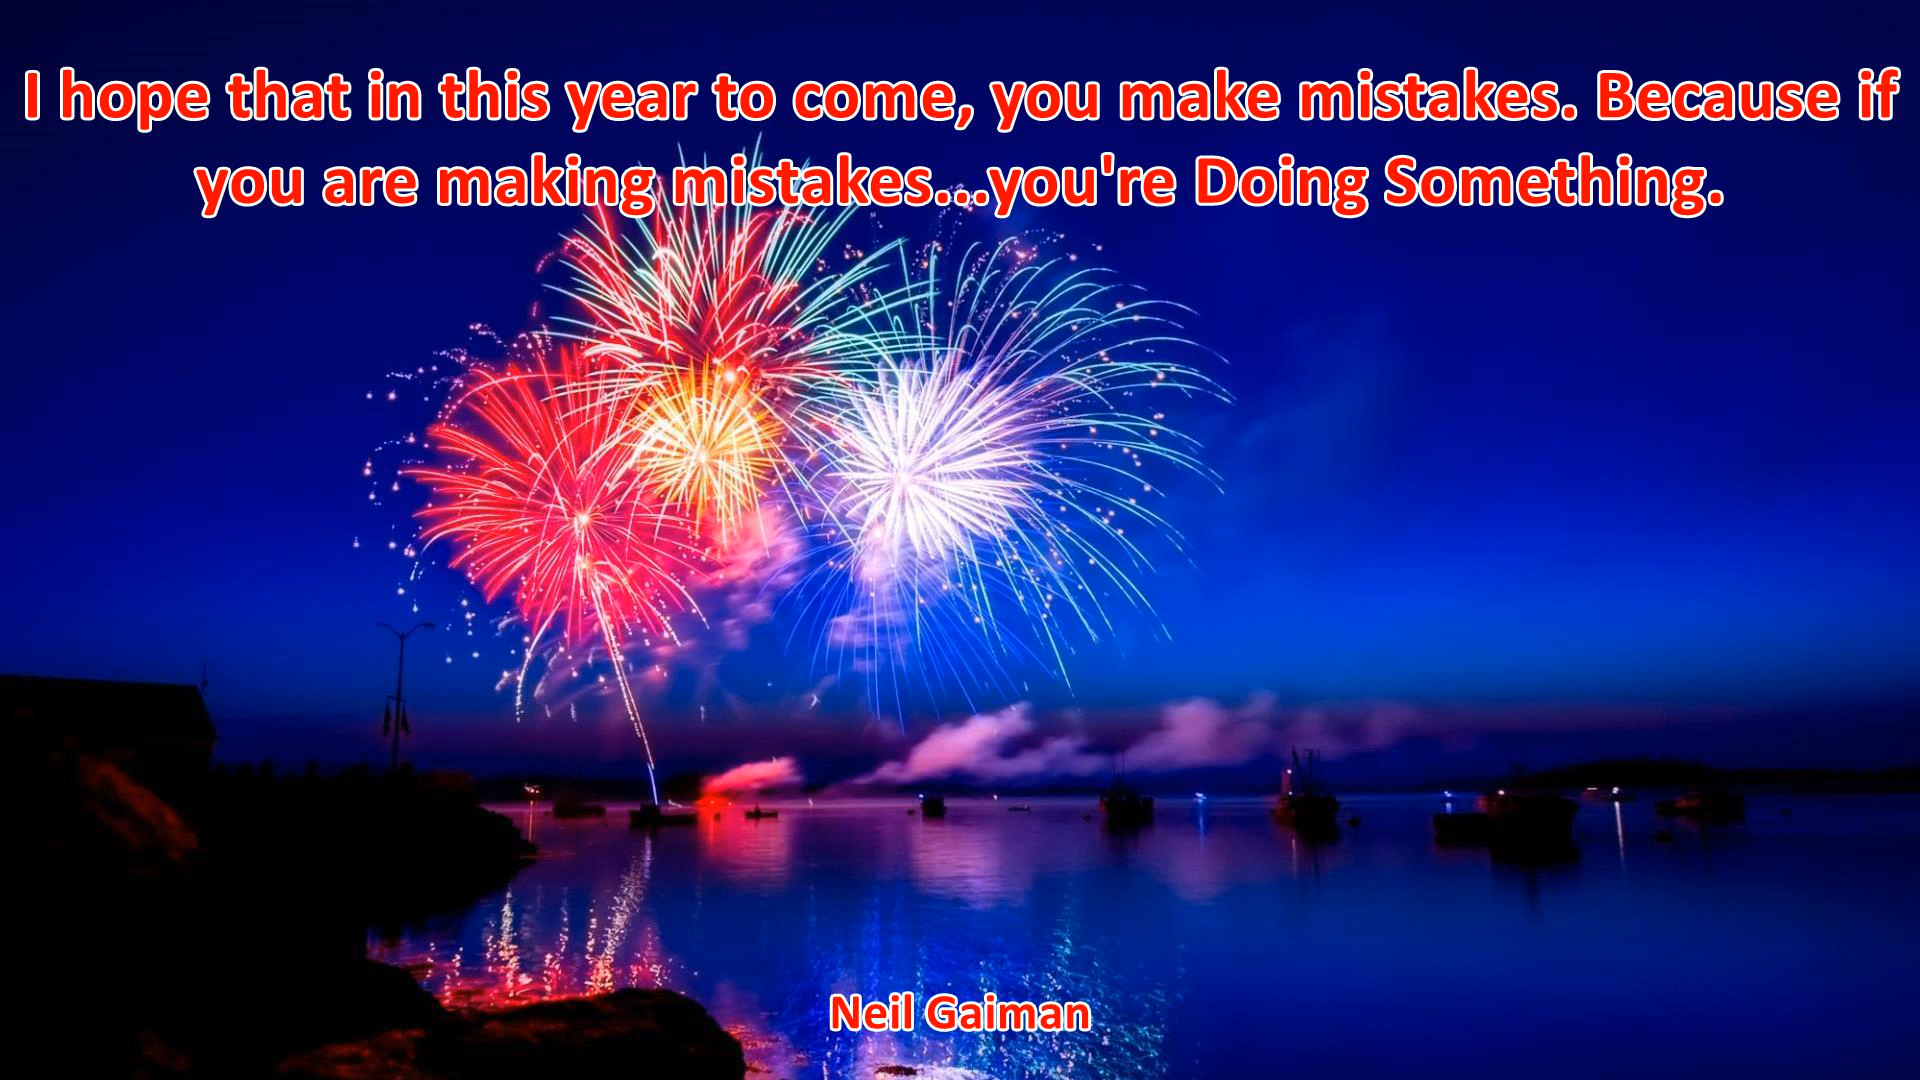 I hope that in this year to come, you make mistakes. Because if
you are making mistakes...you're Doing Something.
Neil Gaiman